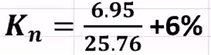 Kₙ = 6.95/25.76 +6%